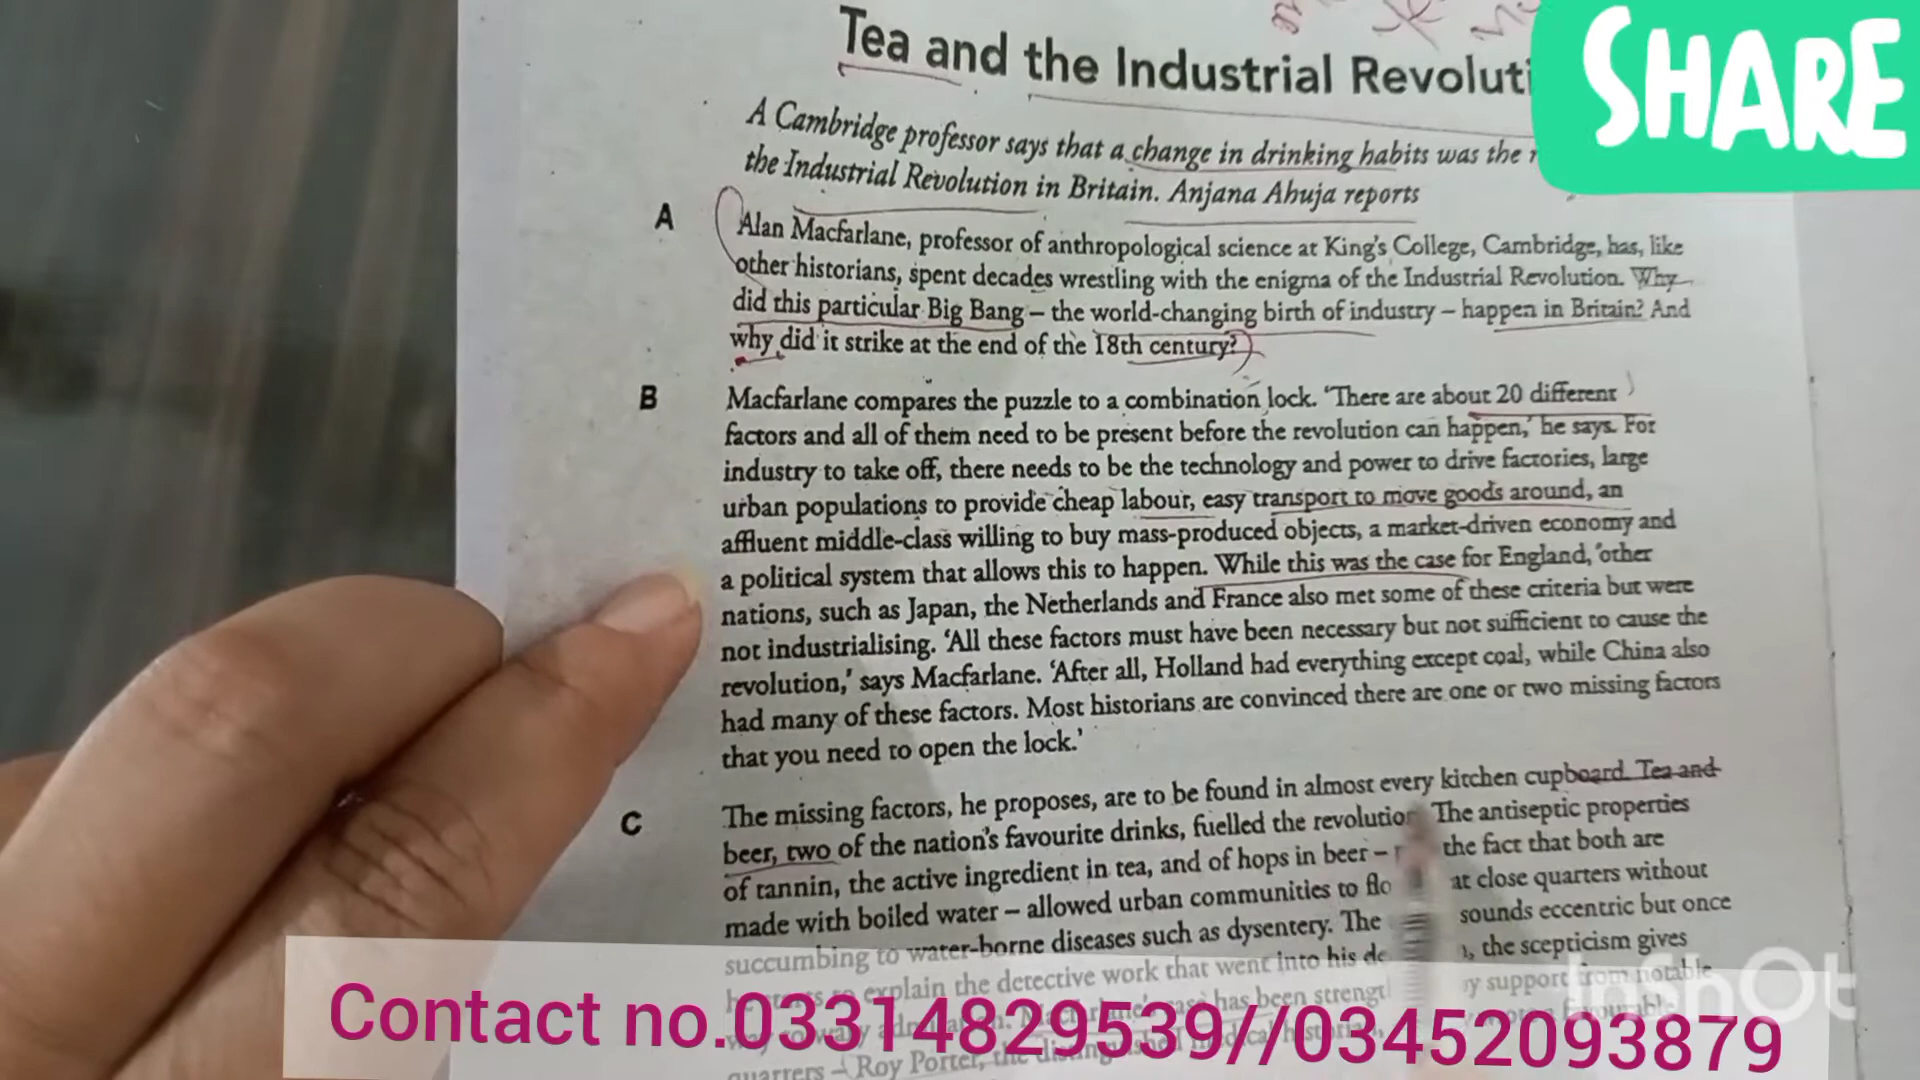 Tea and the Industrial Revoluti
SHARE
A Cambridge professor says that a change in drinking habits was the
the Industrial Revolution in Britain. Anjana Ahuja reports
A
Alan Macfarlane, professor of anthropological science at King's College, Cambridge, has, like
other historians, spent decades wrestling with the enigma of the Industrial Revolution. Why
did this particular Big Bang – the world-changing birth of industry – happen in Britain? And
why did it strike at the end of the 18th century?
B
Macfarlane compares the puzzle to a combination lock. 'There are about 20 different
factors and all of them need to be present before the revolution can happen,' he says. For
industry to take off, there needs to be the technology and power to drive factories, large
urban populations to provide cheap labour, easy transport to move goods around, an
affluent middle-class willing to buy mass-produced objects, a market-driven economy and
a political system that allows this to happen. While this was the case for England, other
nations, such as Japan, the Netherlands and France also met some of these criteria but were
not industrialising. 'All these factors must have been necessary but not sufficient to cause the
revolution,' says Macfarlane. 'After all, Holland had everything except coal, while China also
had many of these factors. Most historians are convinced there are one or two missing factors
that you need to open the lock.'
C
The missing factors, he proposes, are to be found in almost every kitchen cupboard. Tea and
beer, two of the nation's favourite drinks, fuelled the revolution The antiseptic properties
of tannin, the active ingredient in tea, and of hops in beer – the fact that both are
made with boiled water – allowed urban communities to flo at close quarters without
succumbing to water-borne diseases such as dysentery. The sounds eccentric but once
explain the detective work that went into his de , the scepticism gives
has been strengt support from notable
quarters – Roy Porter, the distinguished medical
InShOt
Contact no.03314829539//03452093879